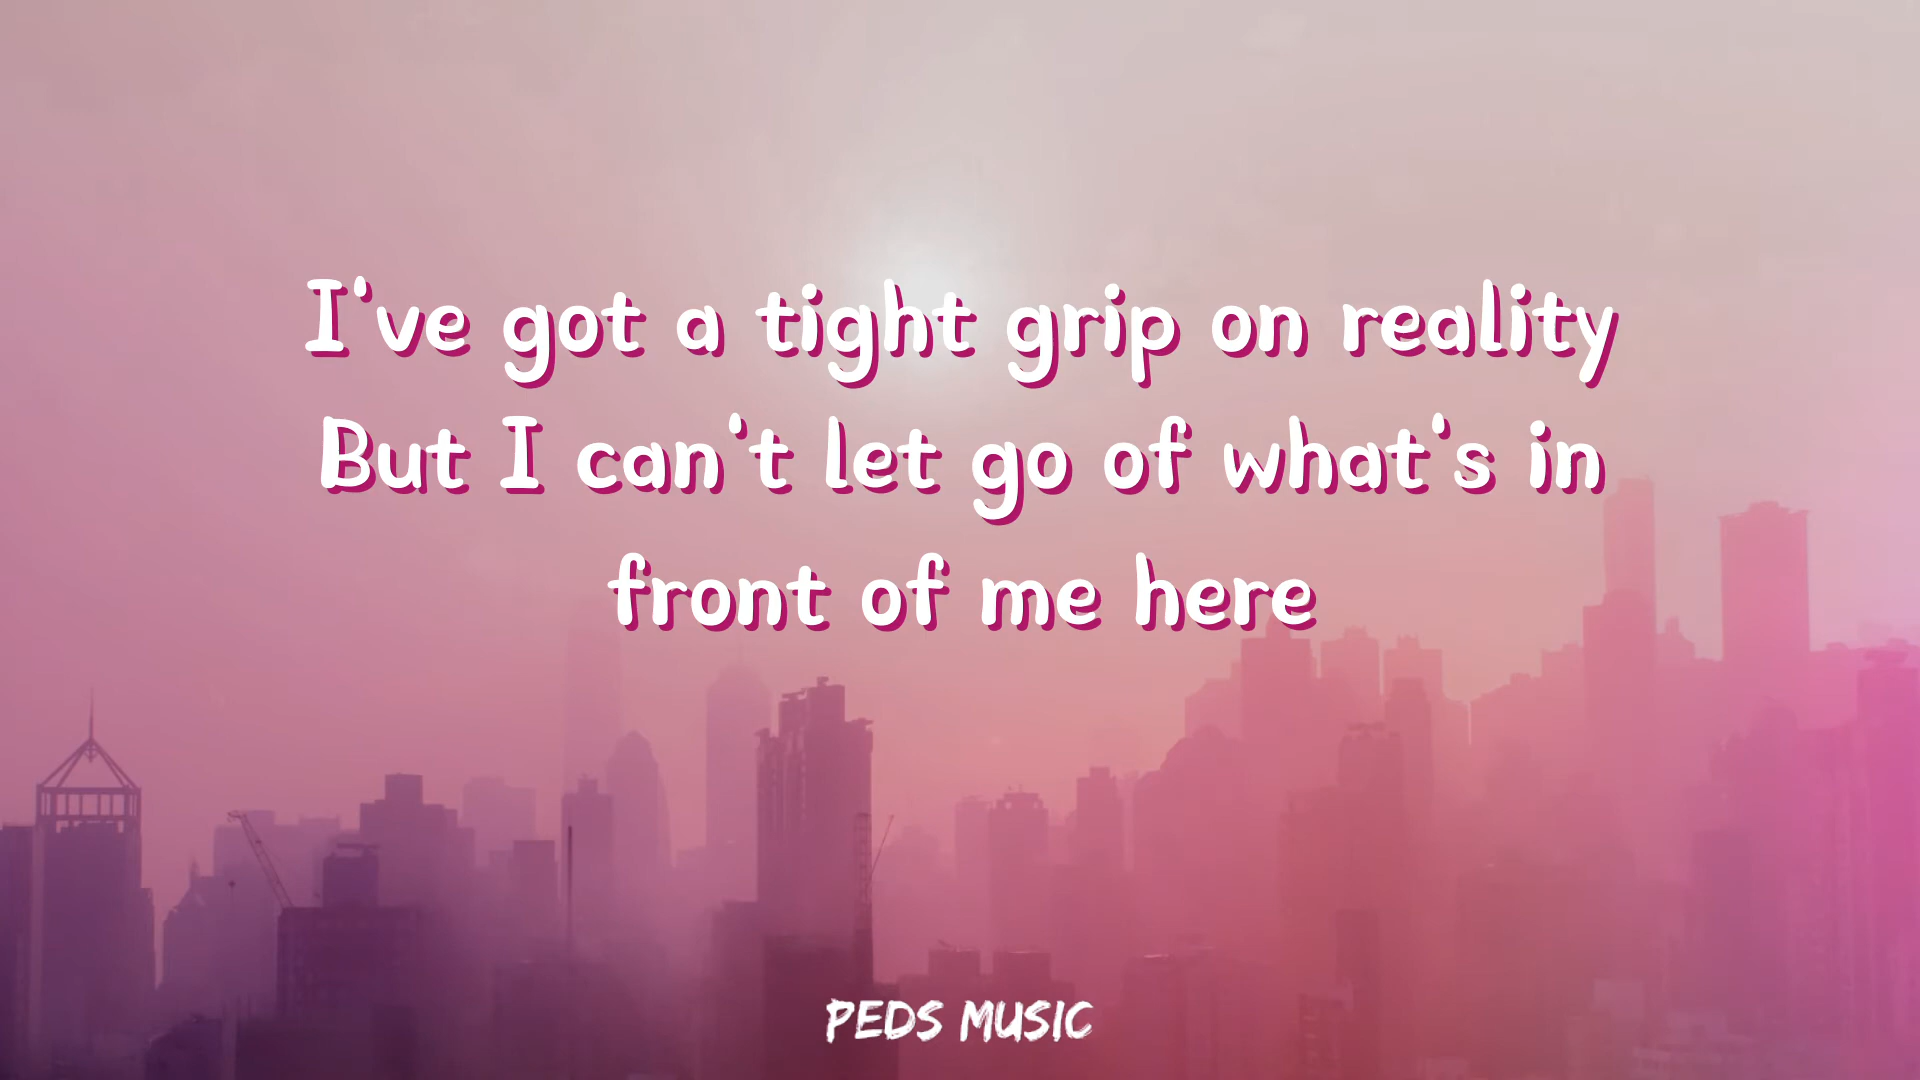 I've got a tight grip on reality
But I can't let go of what's in
front of me here
PEDS MUSIC